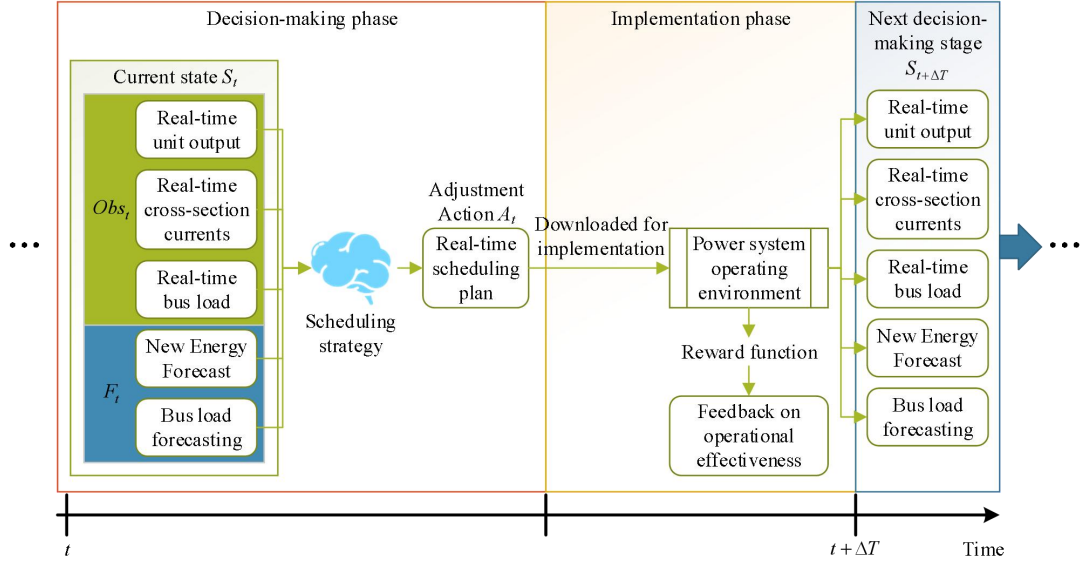 Decision-making phase
Implementation phase
Next decision-
making stage
S_{t+ΔT}
Current state S_t
Real-time
unit output
Real-time
cross-section
currents
Obs_t
Real-time
bus load
New Energy
Forecast
F_t
Bus load
forecasting
Scheduling
strategy
Adjustment
Action A_t
Real-time
scheduling
plan
Downloaded for
implementation
Power system
operating
environment
Reward function
Feedback on
operational
effectiveness
Real-time
unit output
Real-time
cross-section
currents
Real-time
bus load
New Energy
Forecast
Bus load
forecasting
...
...
t
t + ΔT
Time